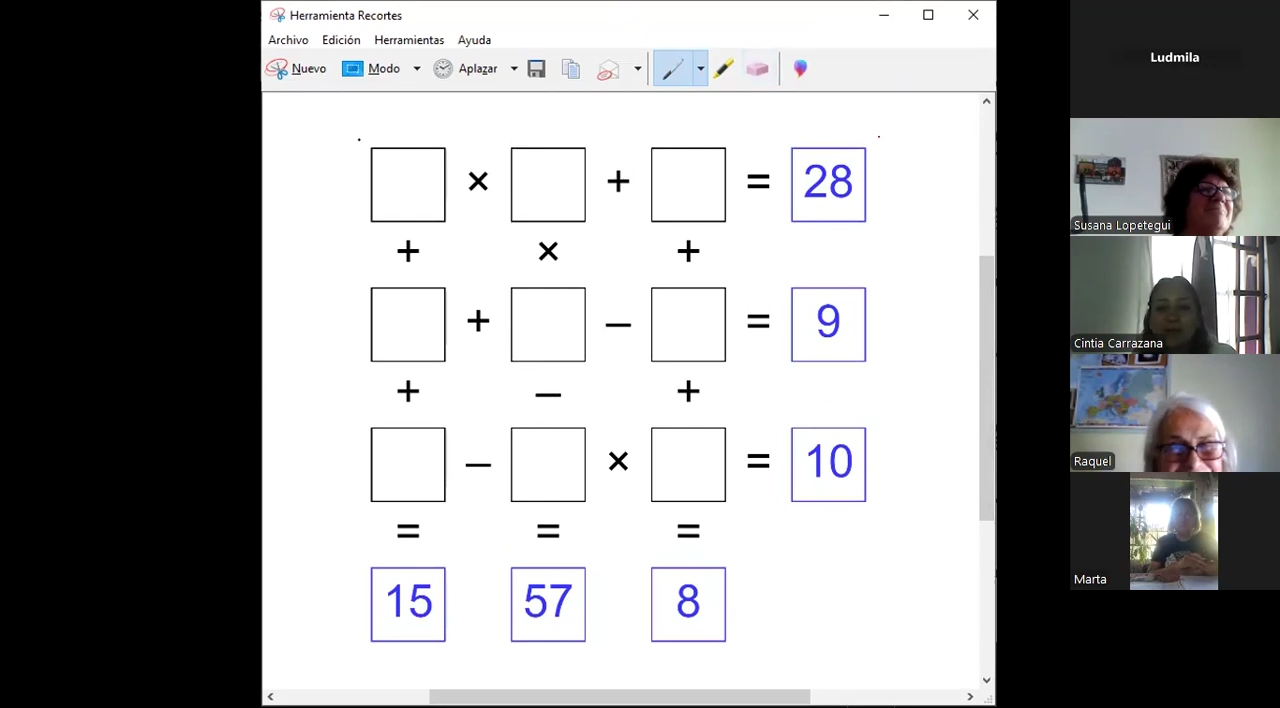 Herramienta Recortes
Archivo Edición Herramientas Ayuda
Nuevo Modo Aplazar
× + = 28
+ × +
+ – = 9
+ – +
– × = 10
= = =
15 57 8
Ludmila
Susana Lopetegui
Cintia Carrazana
Raquel
Marta